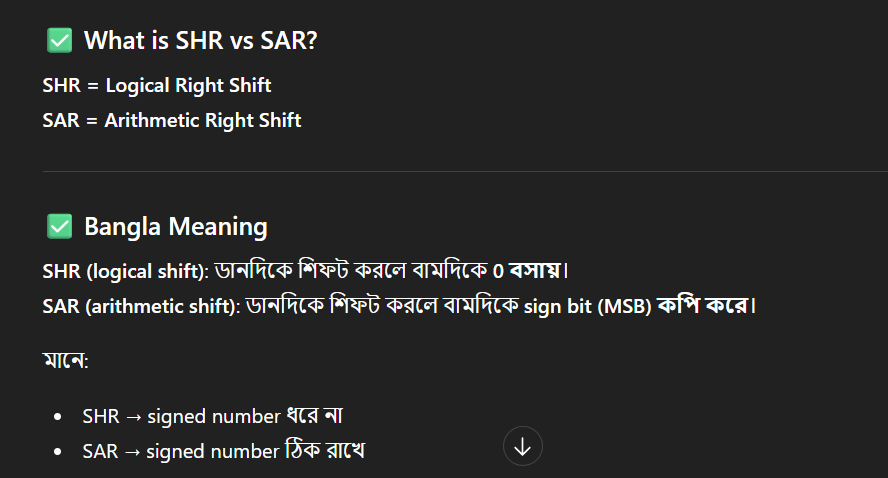 ✅ What is SHR vs SAR?
SHR = Logical Right Shift
SAR = Arithmetic Right Shift
✅ Bangla Meaning
SHR (logical shift): ডানদিকে শিফট করলে বামদিকে 0 বসায়।
SAR (arithmetic shift): ডানদিকে শিফট করলে বামদিকে sign bit (MSB) কপি করে।
মানে:
• SHR → signed number ধরে না
• SAR → signed number ঠিক রাখে